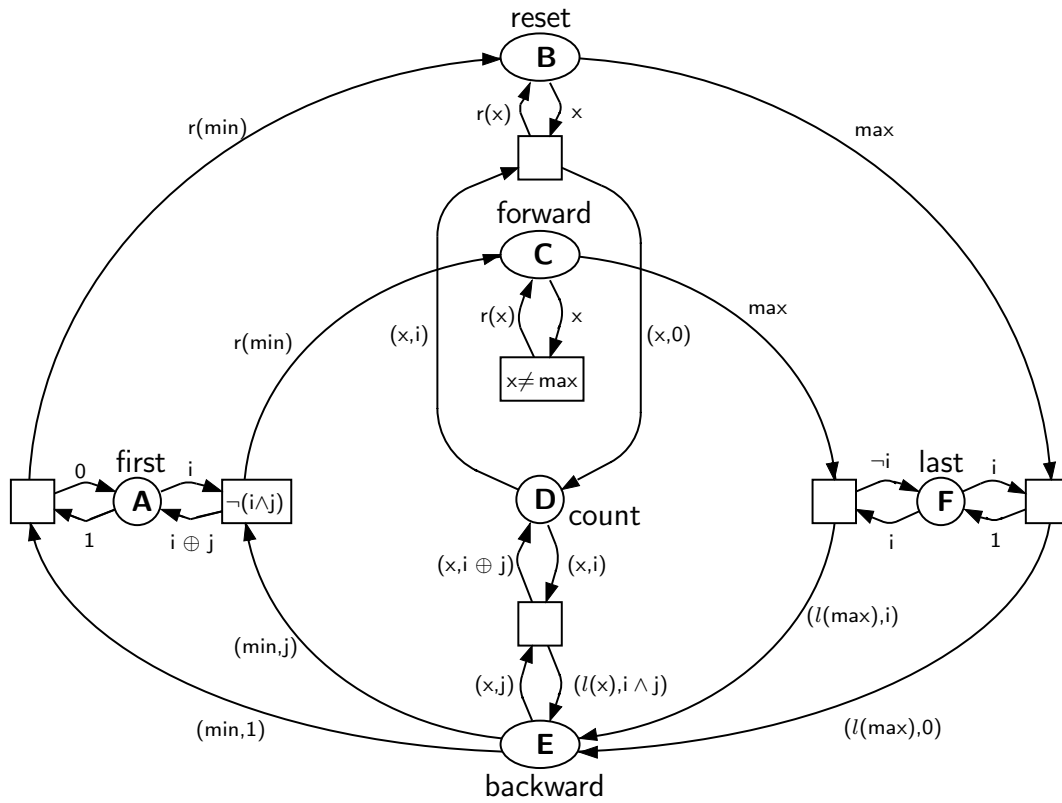 reset
B
r(min)
r(x)
x
max
forward
C
r(min)
(x,i)
r(x)
x
max
(x,0)
x≠ max
first
0
i
A
¬(i∧j)
1
i ⊕ j
D
count
¬i
last
i
F
i
1
(x,i ⊕ j)
(x,i)
(min,j)
(l(max),i)
(x,j)
(l(x),i ∧ j)
(min,1)
(l(max),0)
E
backward